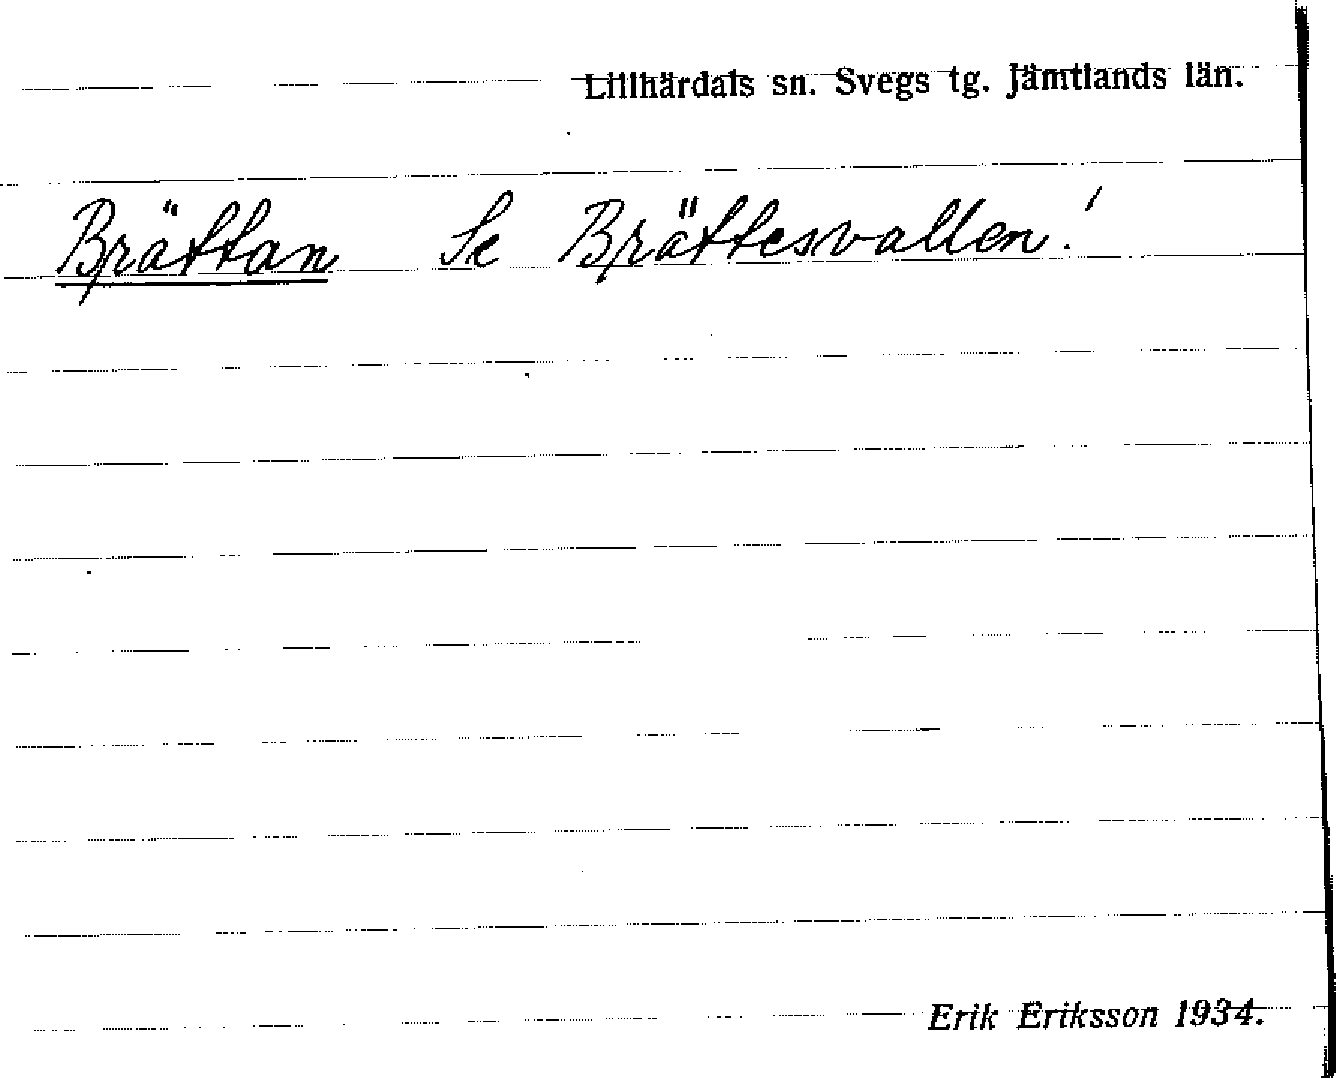 Lillhärdals sn. Svegs tg. Jämtlands län.
Brättan Se Brättesvallen!
Erik Eriksson 1934.